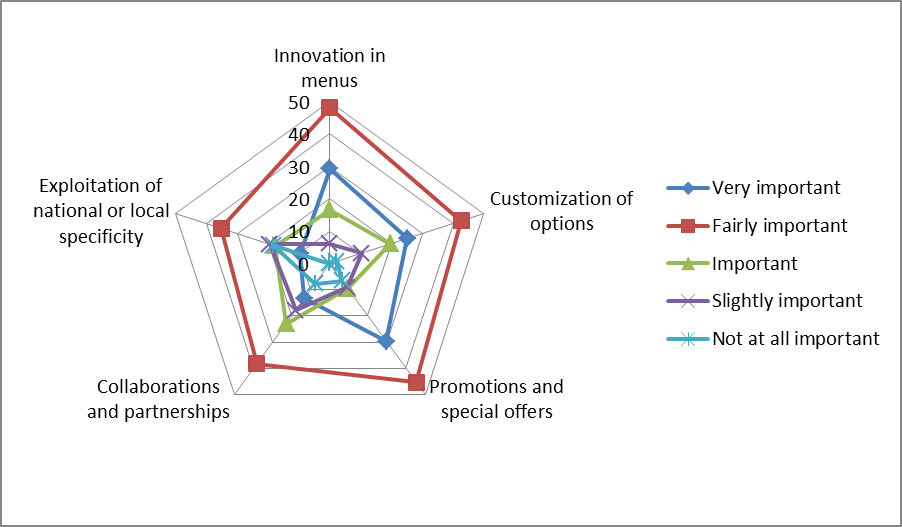 Innovation in
menus
50
40
30
20
10
0
Customization of
options
Promotions and
special offers
Collaborations
and partnerships
Exploitation of
national or local
specificity
Very important
Fairly important
Important
Slightly important
Not at all important